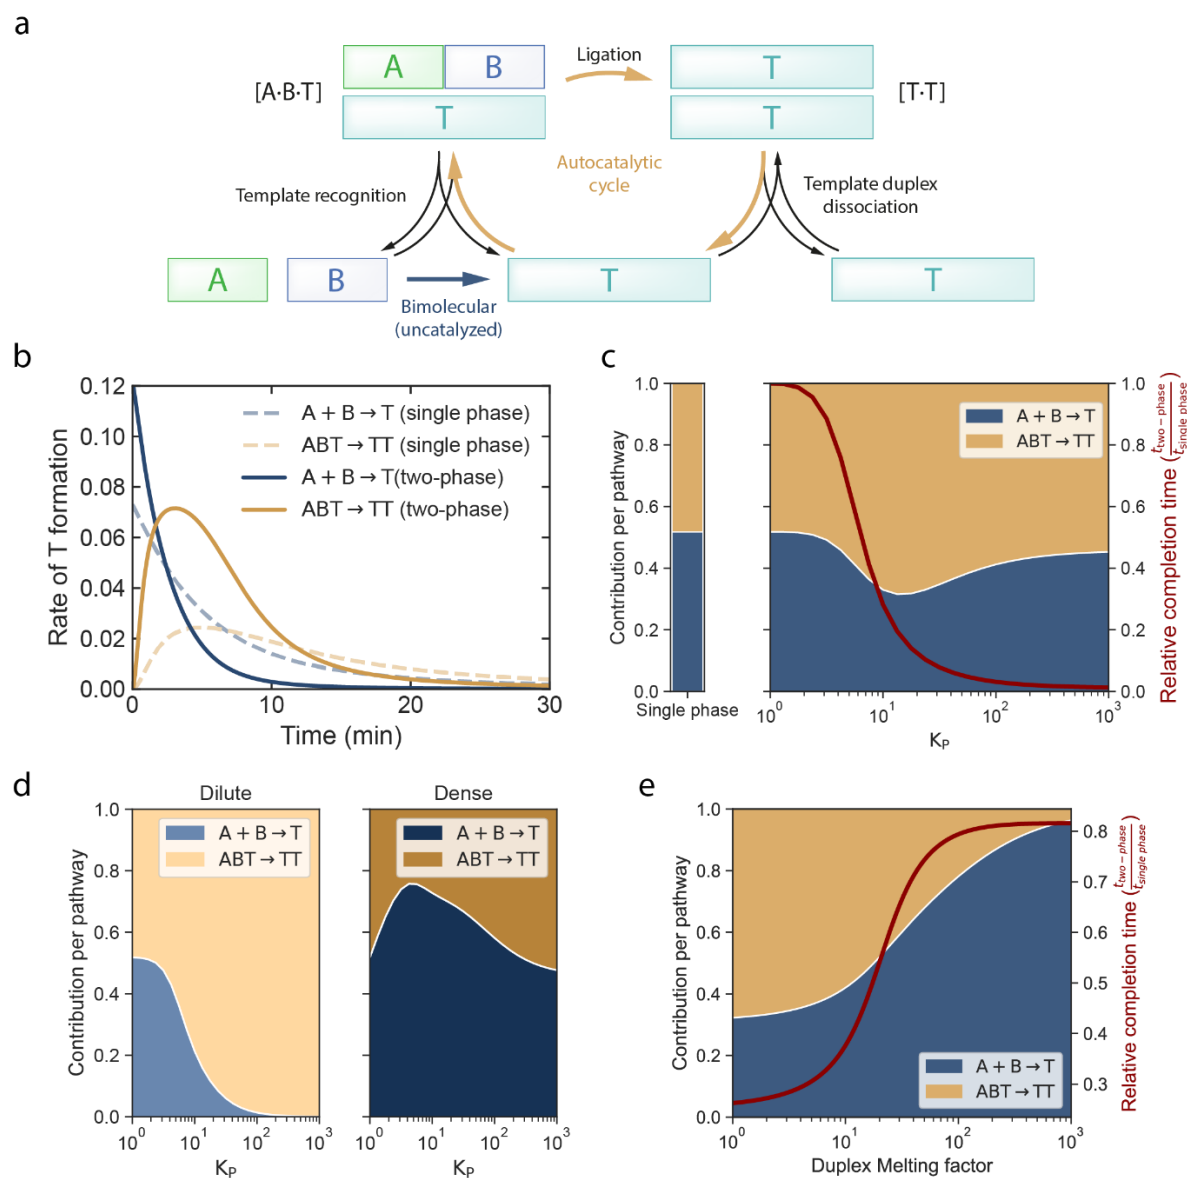 a
A
B
Ligation
T
[A·B·T]
[T·T]
T
T
Autocatalytic
cycle
Template recognition
Template duplex
dissociation
A
B
T
T
Bimolecular
(uncatalyzed)
b
0.12
0.10
0.08
0.06
0.04
0.02
0.00
Rate of T formation
A + B → T (single phase)
ABT → TT (single phase)
A + B → T(two-phase)
ABT → TT (two-phase)
0
10
20
30
Time (min)
c
1.0
0.8
0.6
0.4
0.2
0.0
Contribution per pathway
Single phase
A + B → T
ABT → TT
10⁰
10¹
10²
10³
K_P
1.0
0.8
0.6
0.4
0.2
0.0
Relative completion time (t_two−phase / t_single phase)
d
Dilute
1.0
0.8
0.6
0.4
0.2
0.0
Contribution per pathway
A + B → T
ABT → TT
10⁰
10¹
10²
10³
K_P
Dense
A + B → T
ABT → TT
10⁰
10¹
10²
10³
K_P
e
1.0
0.8
0.6
0.4
0.2
0.0
Contribution per pathway
A + B → T
ABT → TT
10⁰
10¹
10²
10³
Duplex Melting factor
0.8
0.7
0.6
0.5
0.4
0.3
Relative completion time (t_two−phase / t_single phase)